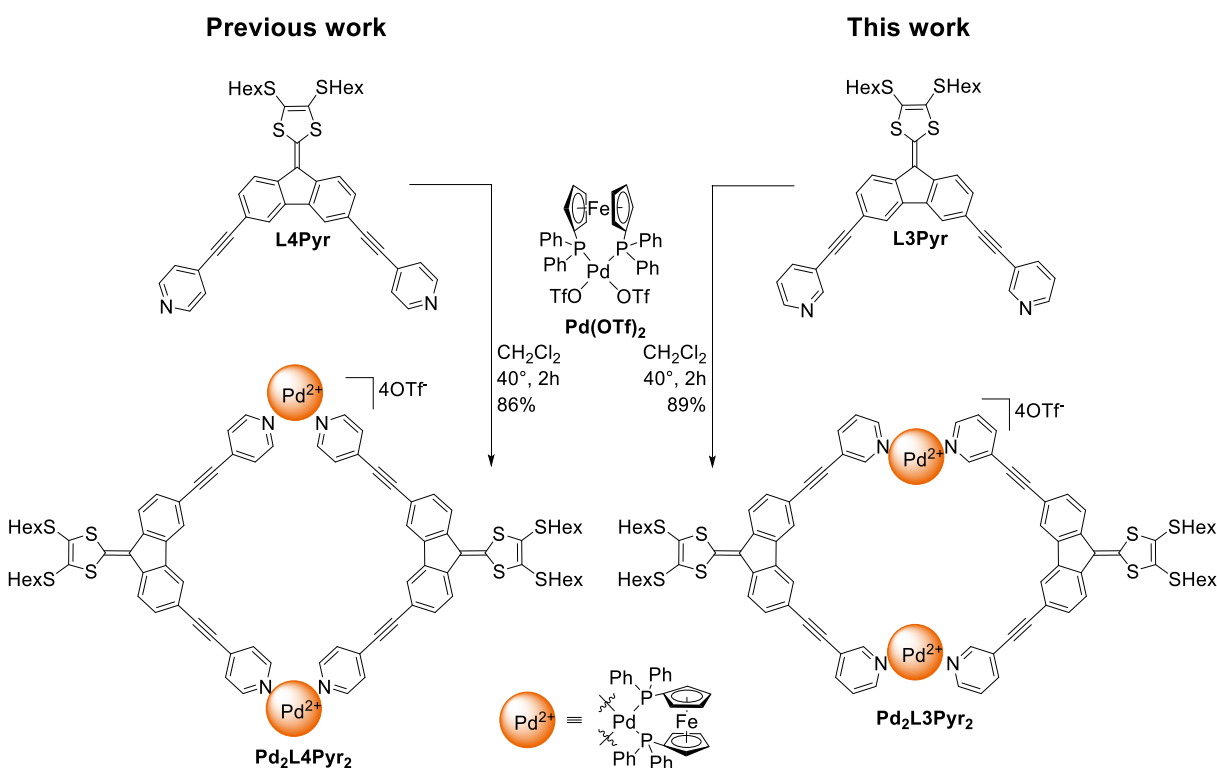 Previous work
This work
HexS SHex
S S
L4Pyr
N N
HexS SHex
S S
L3Pyr
N N
Fe
Ph P P Ph
Ph Pd Ph
TfO OTf
Pd(OTf)₂
CH₂Cl₂
40°, 2h
86%
CH₂Cl₂
40°, 2h
89%
Pd²⁺
4OTf⁻
N N
HexS S S SHex
HexS S S SHex
N N
Pd²⁺
Pd₂L4Pyr₂
4OTf⁻
N Pd²⁺ N
HexS S S SHex
HexS S S SHex
N Pd²⁺ N
Pd₂L3Pyr₂
Pd²⁺ ≡
Ph Ph
P
Pd Fe
P
Ph Ph